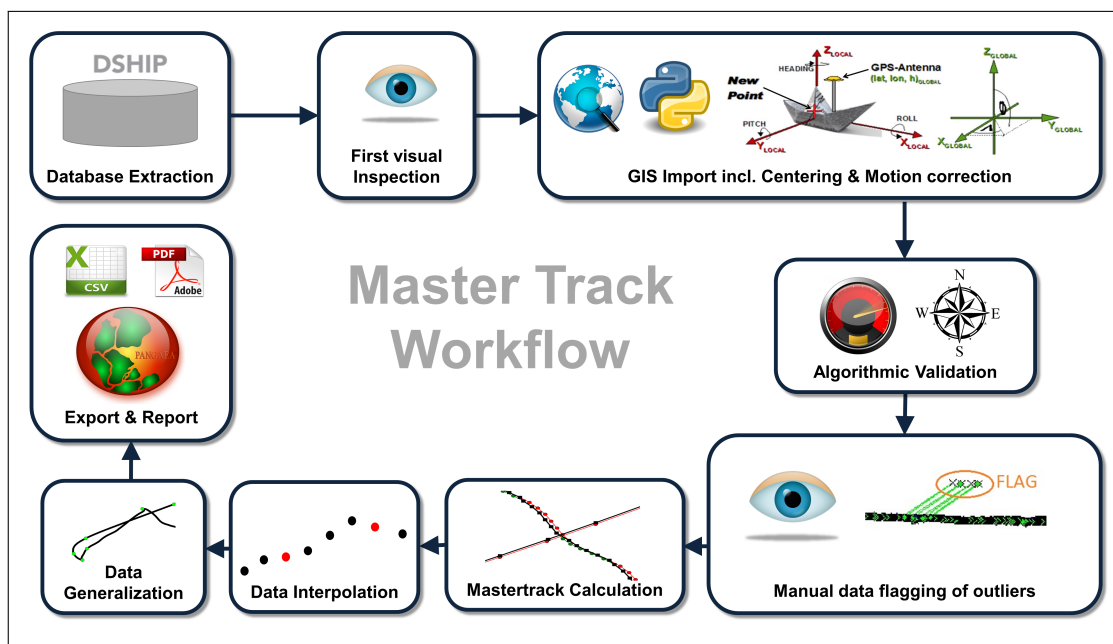 DSHIP
Database Extraction
First visual
Inspection
Z LOCAL
HEADING
GPS-Antenna
(lat, lon, h)GLOBAL
New
Point
PITCH
Y LOCAL
ROLL
X LOCAL
Z GLOBAL
Y GLOBAL
X GLOBAL
GIS Import incl. Centering & Motion correction
Master Track
Workflow
N
W
E
S
Algorithmic Validation
FLAG
Manual data flagging of outliers
Mastertrack Calculation
Data Interpolation
Data
Generalization
X
CSV
PDF
Adobe
PANGAEA
Export & Report